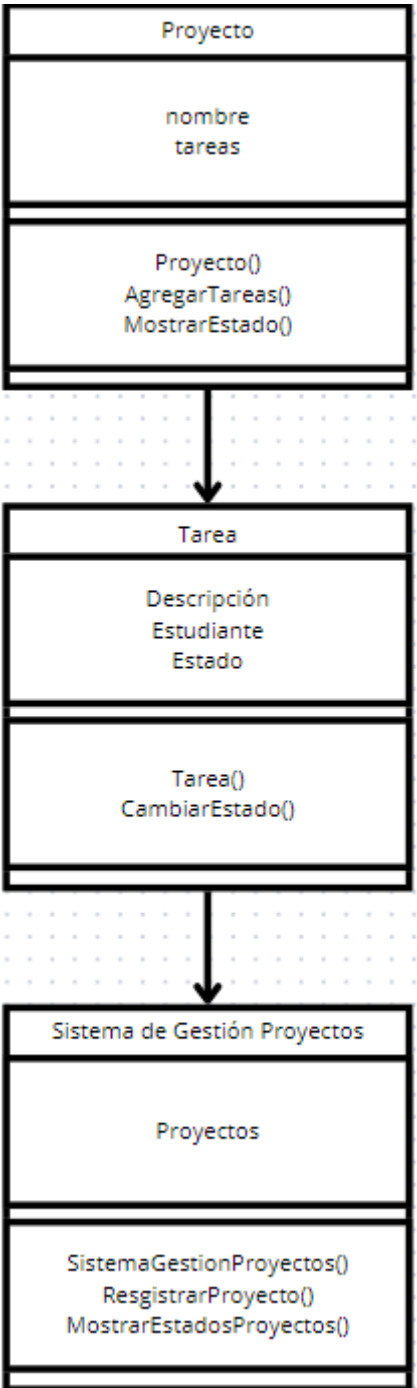 Proyecto
nombre
tareas
Proyecto()
AgregarTareas()
MostrarEstado()
Tarea
Descripción
Estudiante
Estado
Tarea()
CambiarEstado()
Sistema de Gestión Proyectos
Proyectos
SistemaGestionProyectos()
ResgistrarProyecto()
MostrarEstadosProyectos()